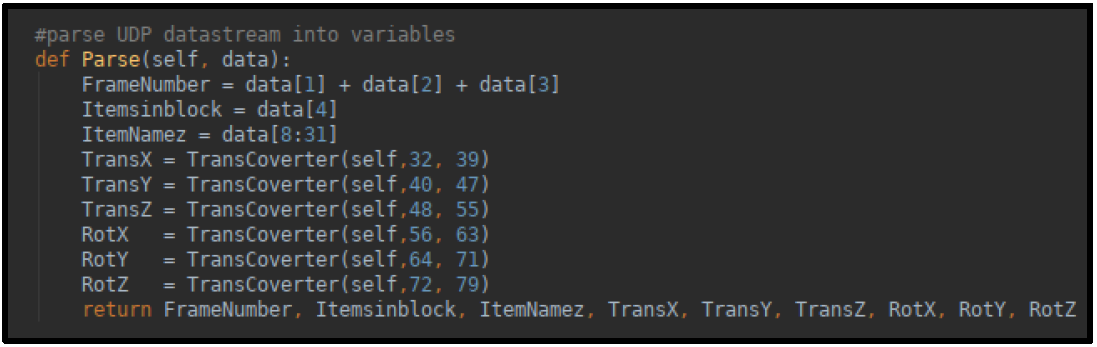 #parse UDP datastream into variables
def Parse(self, data):
    FrameNumber = data[1] + data[2] + data[3]
    Itemsinblock = data[4]
    ItemNamez = data[8:31]
    TransX = TransCoverter(self,32, 39)
    TransY = TransCoverter(self,40, 47)
    TransZ = TransCoverter(self,48, 55)
    RotX   = TransCoverter(self,56, 63)
    RotY   = TransCoverter(self,64, 71)
    RotZ   = TransCoverter(self,72, 79)
    return FrameNumber, Itemsinblock, ItemNamez, TransX, TransY, TransZ, RotX, RotY, RotZ